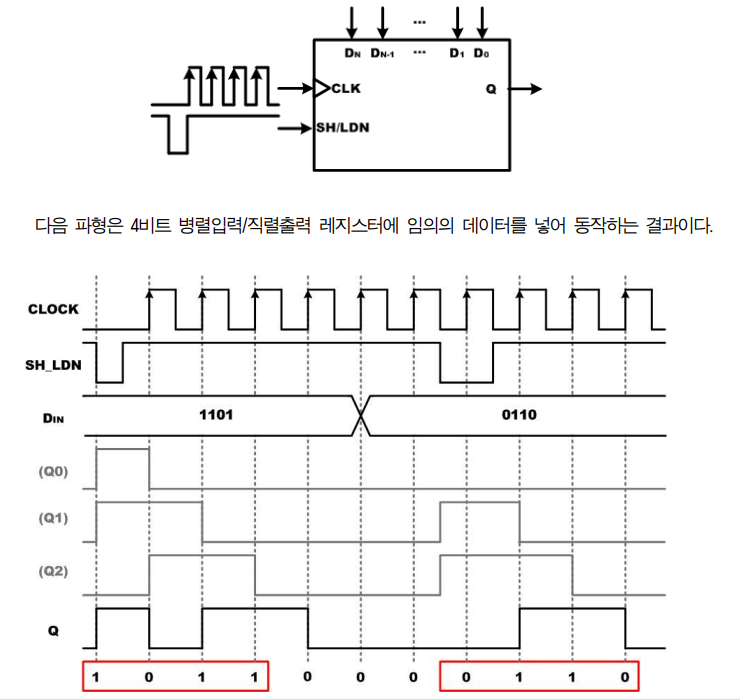 ...
DN DN-1 ... D1 D0
CLK Q
SH/LDN
다음 파형은 4비트 병렬입력/직렬출력 레지스터에 임의의 데이터를 넣어 동작하는 결과이다.
CLOCK
SH_LDN
DIN 1101 0110
(Q0)
(Q1)
(Q2)
Q
1 0 1 1 0 0 0 0 1 1 0